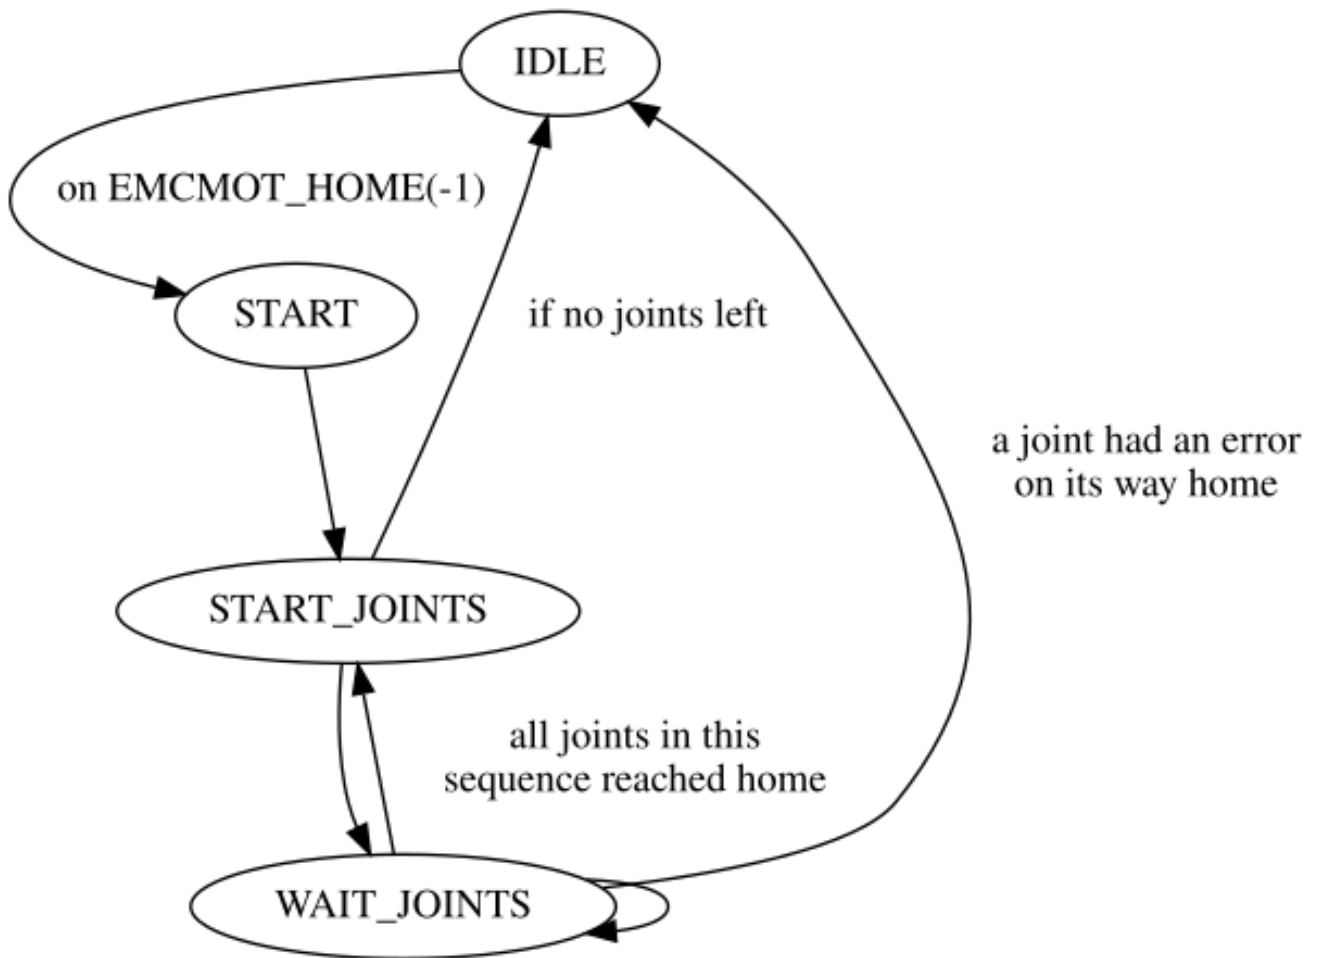 IDLE
on EMCMOT_HOME(-1)
START
if no joints left
a joint had an error
on its way home
START_JOINTS
all joints in this
sequence reached home
WAIT_JOINTS